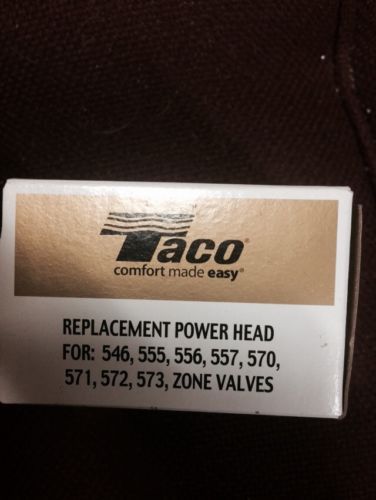 Taco®
comfort made easy®
REPLACEMENT POWER HEAD
FOR: 546, 555, 556, 557, 570,
571, 572, 573, ZONE VALVES